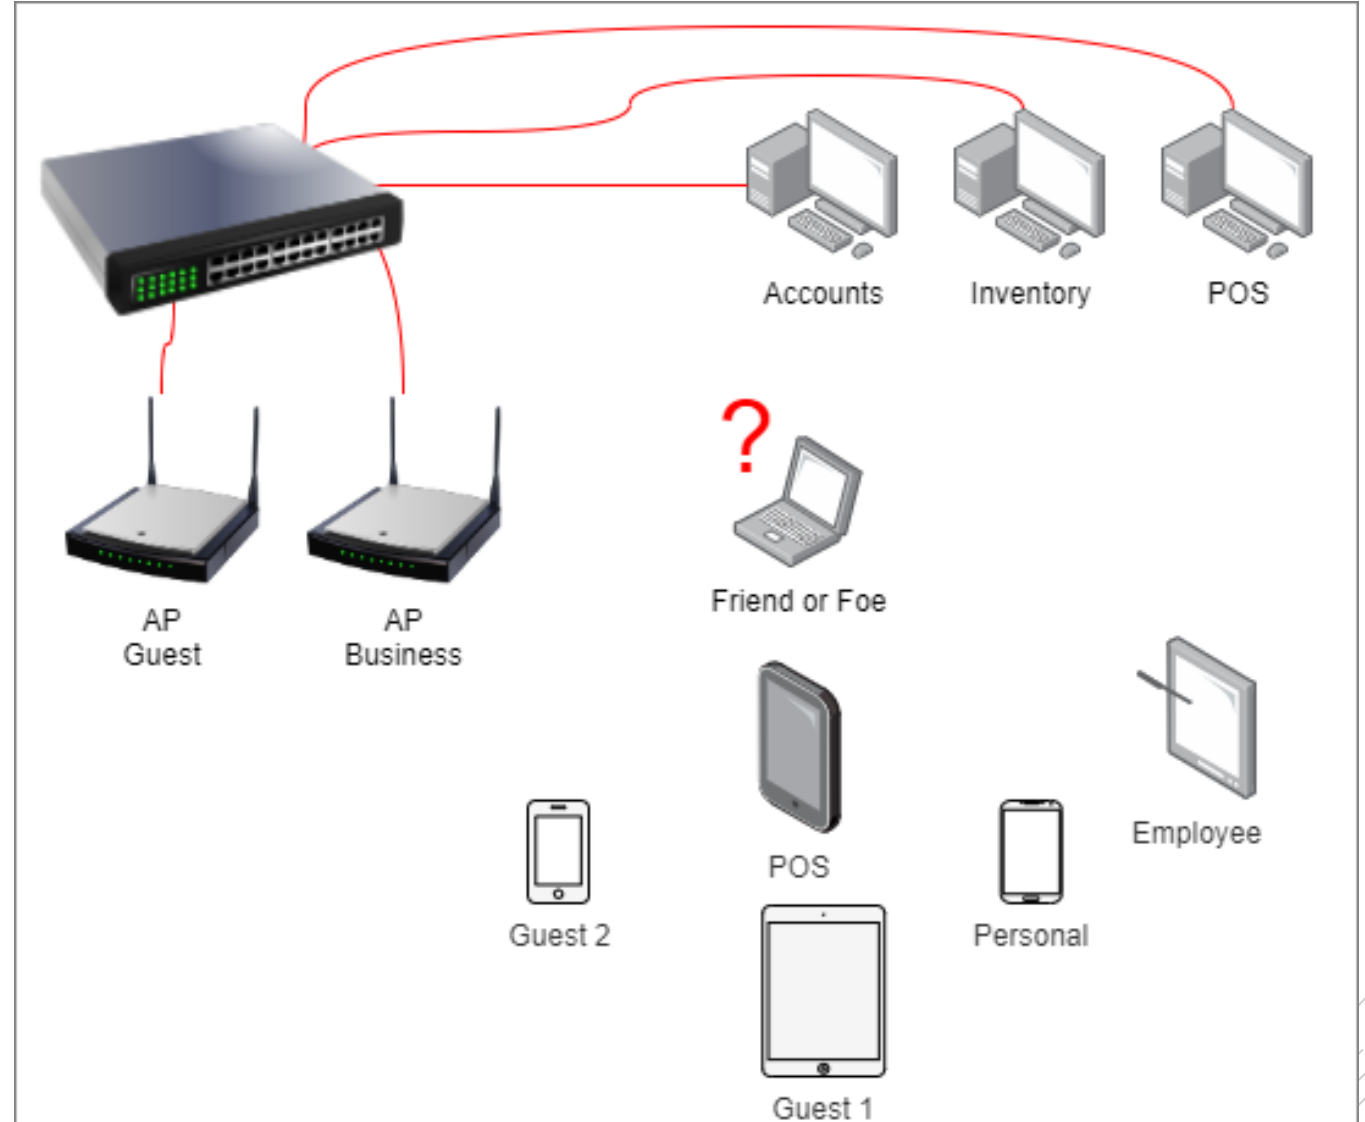 Accounts
Inventory
POS
?
Friend or Foe
AP
Guest
AP
Business
POS
Employee
Guest 2
Personal
Guest 1